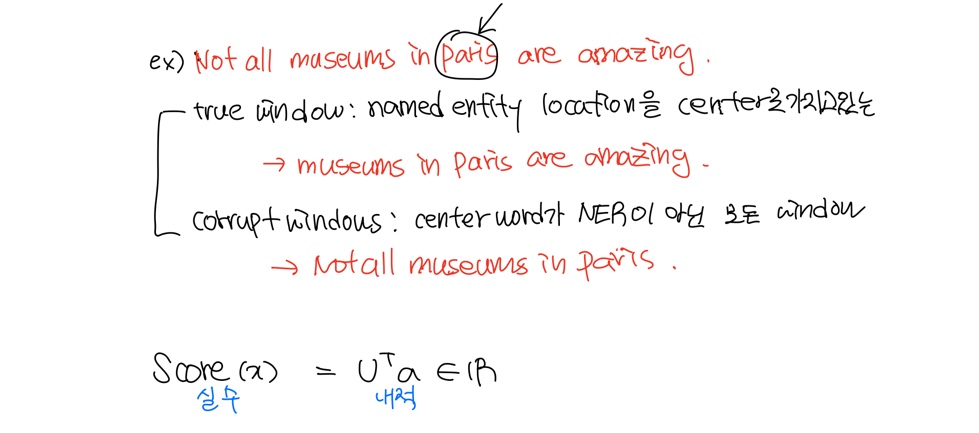 ex) Not all museums in Paris are amazing.
true window : named entity location을 center로가지고있는
→ museums in Paris are amazing.
corrupt windows : center word가 NER이 아닌 모든 window
→ Not all museums in Paris.
Score(x) = Uᵀa ∈ ℝ
실수 내적